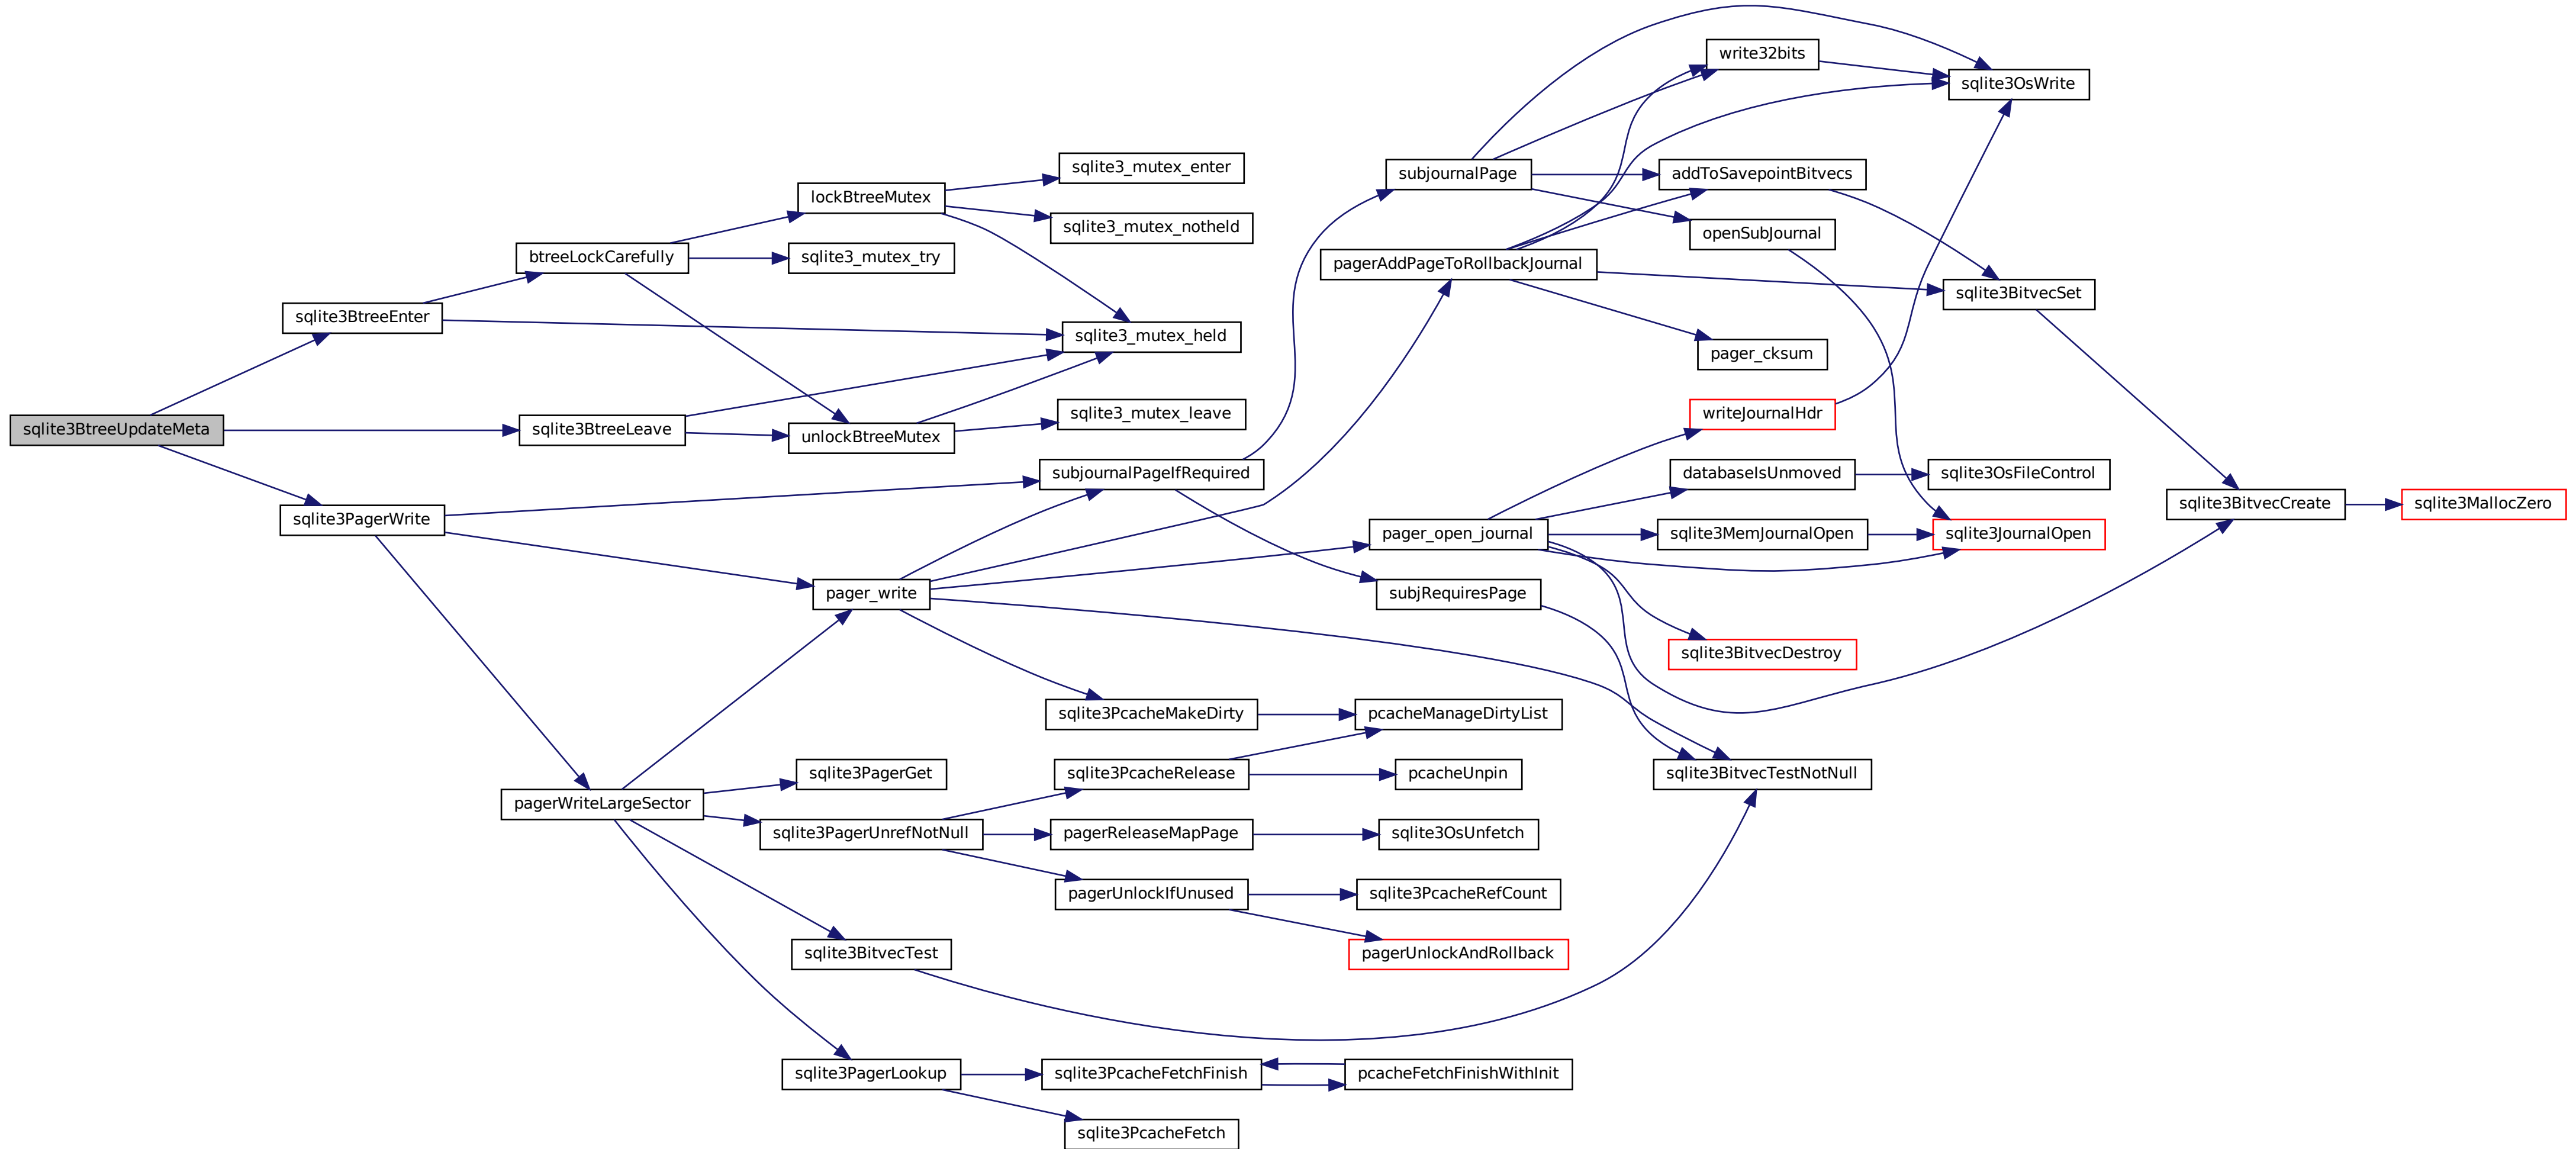 sqlite3BtreeUpdateMeta
sqlite3BtreeEnter
sqlite3BtreeLeave
sqlite3PagerWrite
btreeLockCarefully
pagerWriteLargeSector
lockBtreeMutex
sqlite3_mutex_try
unlockBtreeMutex
pager_write
sqlite3PagerGet
sqlite3PagerUnrefNotNull
sqlite3BitvecTest
sqlite3PagerLookup
sqlite3_mutex_enter
sqlite3_mutex_notheld
sqlite3_mutex_held
sqlite3_mutex_leave
subjournalPageIfRequired
sqlite3PcacheMakeDirty
sqlite3PcacheRelease
pagerReleaseMapPage
pagerUnlockIfUnused
sqlite3PcacheFetchFinish
sqlite3PcacheFetch
subjournalPage
pagerAddPageToRollbackJournal
pager_open_journal
subjRequiresPage
pcacheManageDirtyList
pcacheUnpin
sqlite3OsUnfetch
sqlite3PcacheRefCount
pagerUnlockAndRollback
pcacheFetchFinishWithInit
write32bits
addToSavepointBitvecs
openSubJournal
pager_cksum
writeJournalHdr
databaseIsUnmoved
sqlite3MemJournalOpen
sqlite3BitvecDestroy
sqlite3BitvecTestNotNull
sqlite3OsWrite
sqlite3BitvecSet
sqlite3OsFileControl
sqlite3JournalOpen
sqlite3BitvecCreate
sqlite3MallocZero